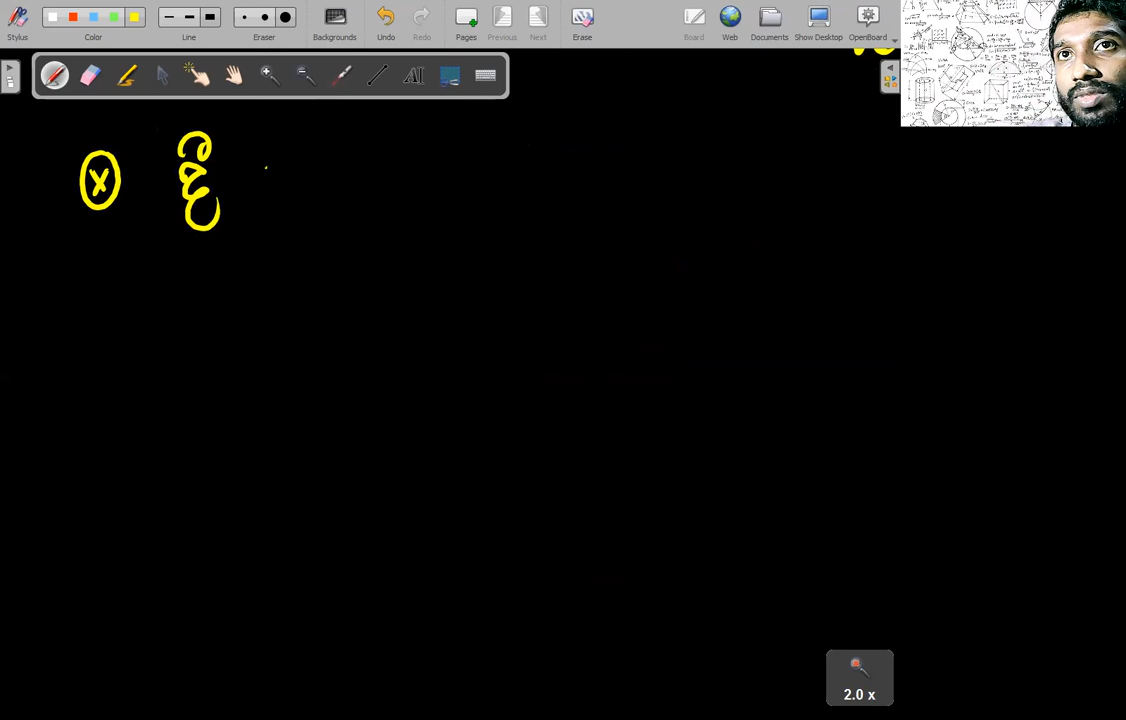 Stylus
Color
Line
Eraser
Backgrounds
Undo
Redo
Pages
Previous
Next
Erase
Board
Web
Documents
Show Desktop
OpenBoard
AI
x
2.0 x